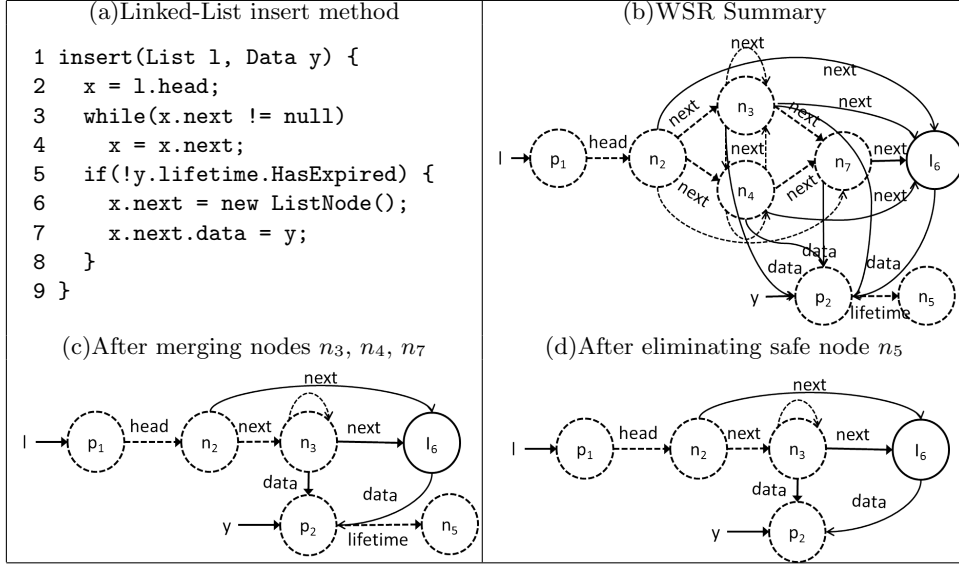 (a)Linked-List insert method
1 insert(List l, Data y) {
2 x = l.head;
3 while(x.next != null)
4 x = x.next;
5 if(!y.lifetime.HasExpired) {
6 x.next = new ListNode();
7 x.next.data = y;
8 }
9 }
(b)WSR Summary
next
next
n3
next
next
next
l
p1
head
n2
next
n7
next
l6
n4
next
next
next
data
data
data
y
p2
n5
lifetime
(c)After merging nodes n3, n4, n7
next
l
p1
head
n2
next
n3
next
l6
data
data
y
p2
n5
lifetime
(d)After eliminating safe node n5
next
l
p1
head
n2
next
n3
next
l6
data
data
y
p2